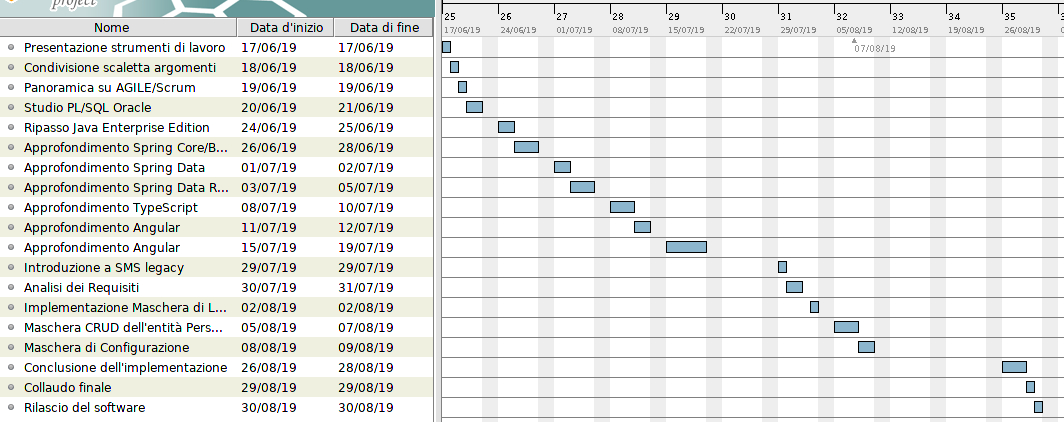 project
Nome Data d'inizio Data di fine
25 26 27 28 29 30 31 32 33 34 35 36
17/06/19 24/06/19 01/07/19 08/07/19 15/07/19 22/07/19 29/07/19 05/08/19 12/08/19 19/08/19 26/08/19
07/08/19
Presentazione strumenti di lavoro 17/06/19 17/06/19
Condivisione scaletta argomenti 18/06/19 18/06/19
Panoramica su AGILE/Scrum 19/06/19 19/06/19
Studio PL/SQL Oracle 20/06/19 21/06/19
Ripasso Java Enterprise Edition 24/06/19 25/06/19
Approfondimento Spring Core/B... 26/06/19 28/06/19
Approfondimento Spring Data 01/07/19 02/07/19
Approfondimento Spring Data R... 03/07/19 05/07/19
Approfondimento TypeScript 08/07/19 10/07/19
Approfondimento Angular 11/07/19 12/07/19
Approfondimento Angular 15/07/19 19/07/19
Introduzione a SMS legacy 29/07/19 29/07/19
Analisi dei Requisiti 30/07/19 31/07/19
Implementazione Maschera di L... 02/08/19 02/08/19
Maschera CRUD dell'entità Pers... 05/08/19 07/08/19
Maschera di Configurazione 08/08/19 09/08/19
Conclusione dell'implementazione 26/08/19 28/08/19
Collaudo finale 29/08/19 29/08/19
Rilascio del software 30/08/19 30/08/19